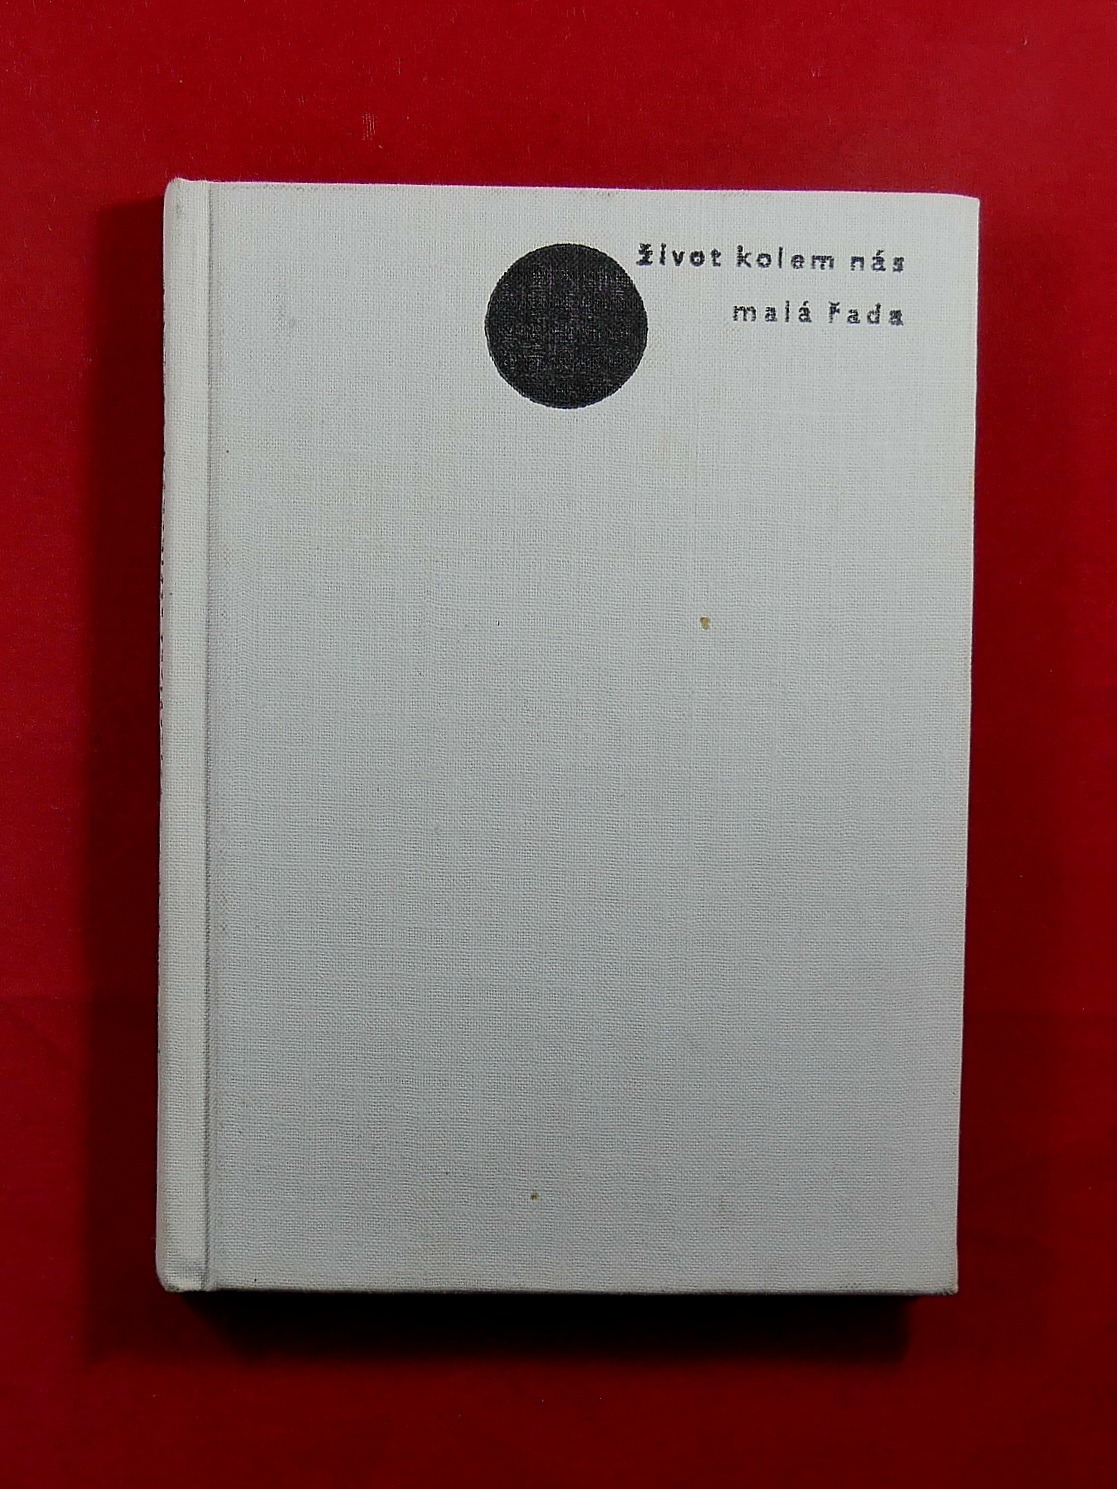 život kolem nás
malá řada